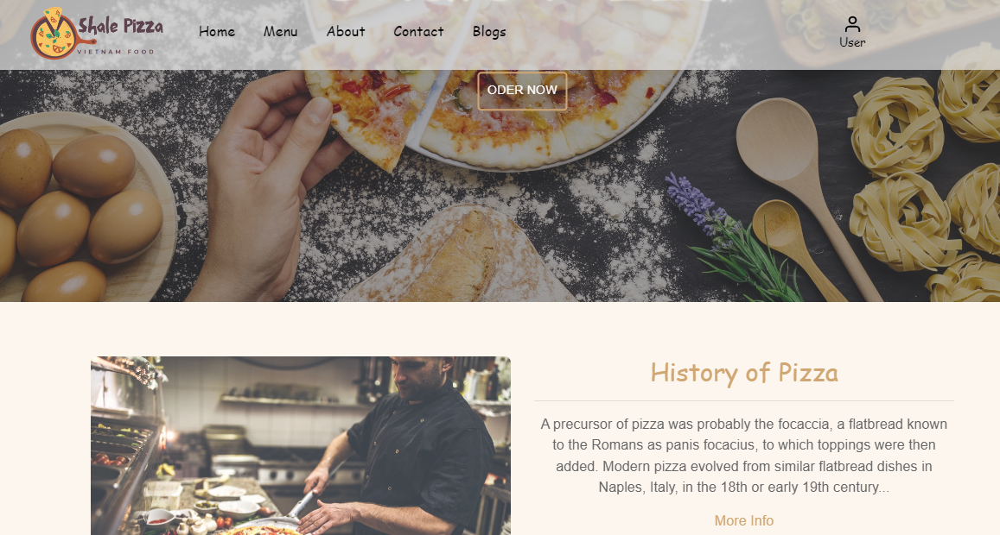 Shale Pizza
VIETNAM FOOD
Home
Menu
About
Contact
Blogs
User
ODER NOW
History of Pizza
A precursor of pizza was probably the focaccia, a flatbread known
to the Romans as panis focacius, to which toppings were then
added. Modern pizza evolved from similar flatbread dishes in
Naples, Italy, in the 18th or early 19th century...
More Info